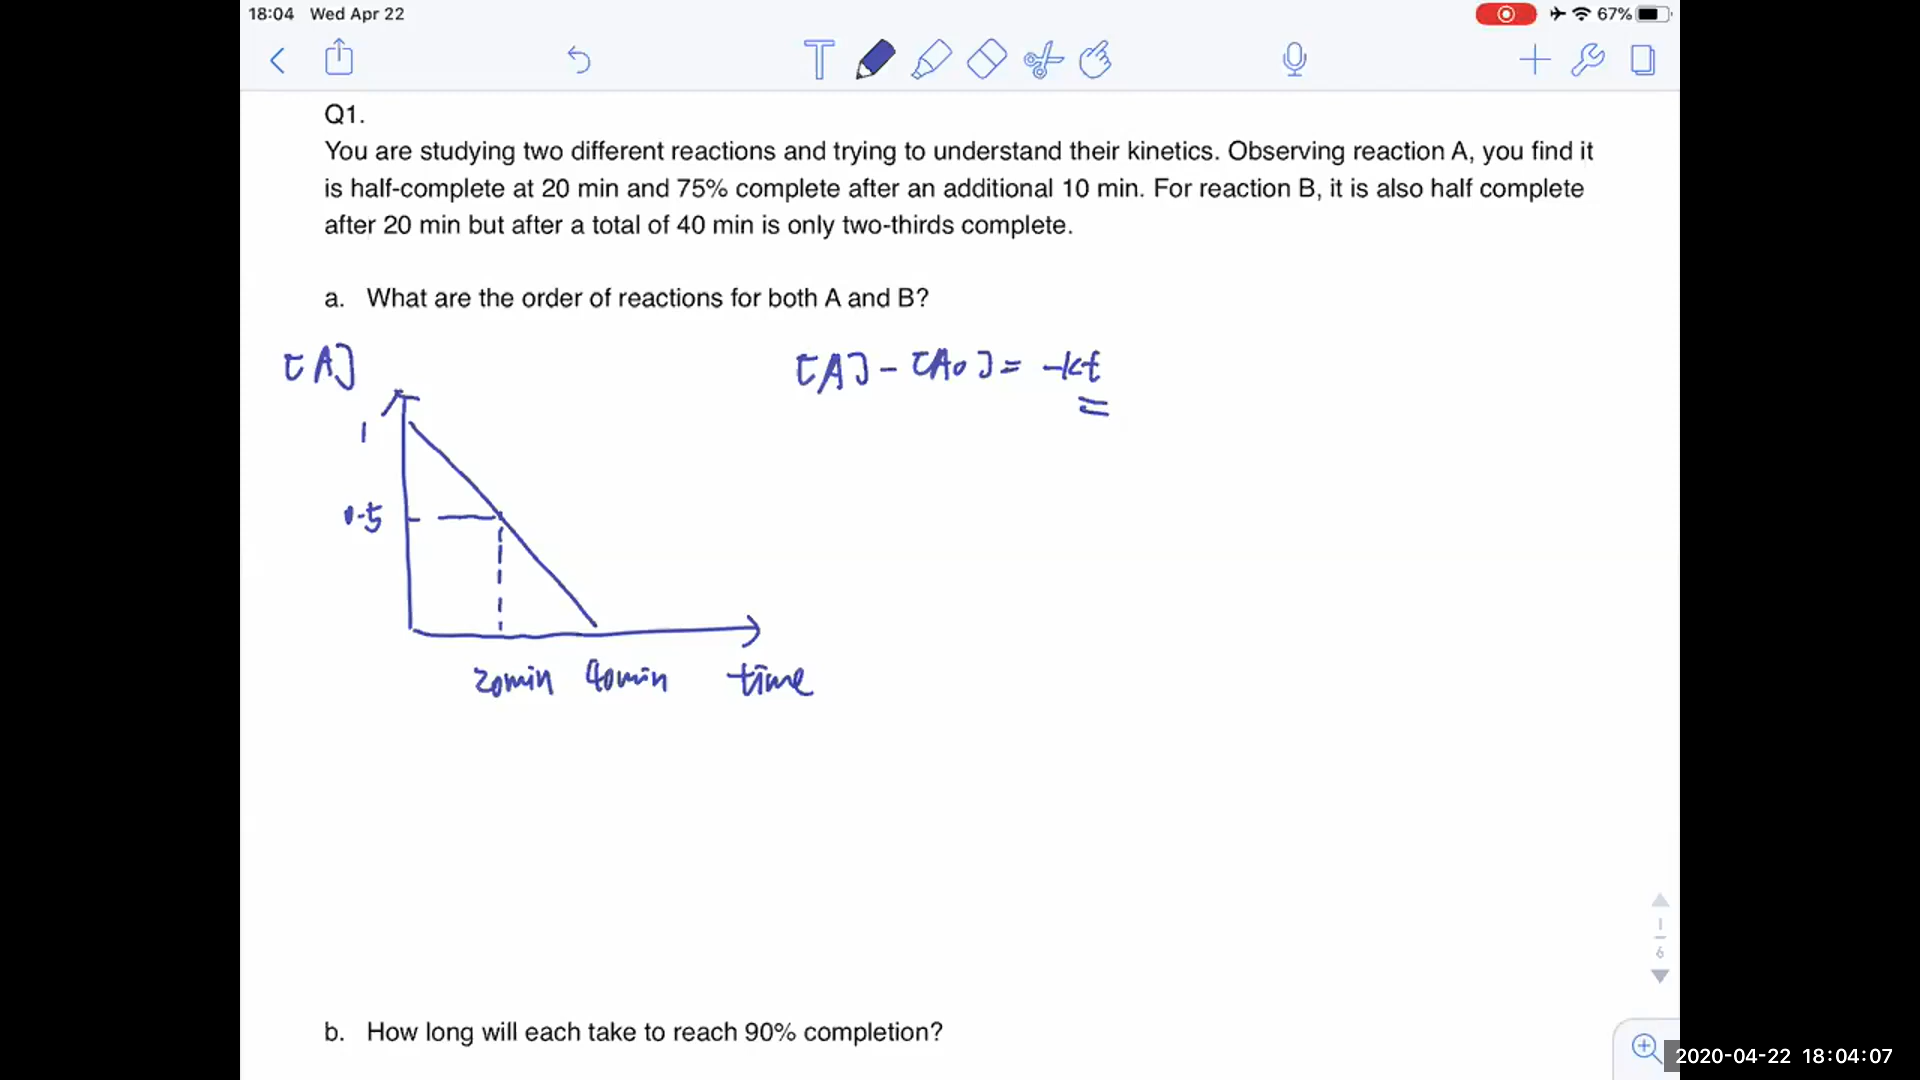 18:04 Wed Apr 22
67%
T
Q1.
You are studying two different reactions and trying to understand their kinetics. Observing reaction A, you find it
is half-complete at 20 min and 75% complete after an additional 10 min. For reaction B, it is also half complete
after 20 min but after a total of 40 min is only two-thirds complete.
a. What are the order of reactions for both A and B?
[A]
[A] - [A0] = -kt
1
0.5
20min 40min time
1
6
b. How long will each take to reach 90% completion?
2020-04-22 18:04:07